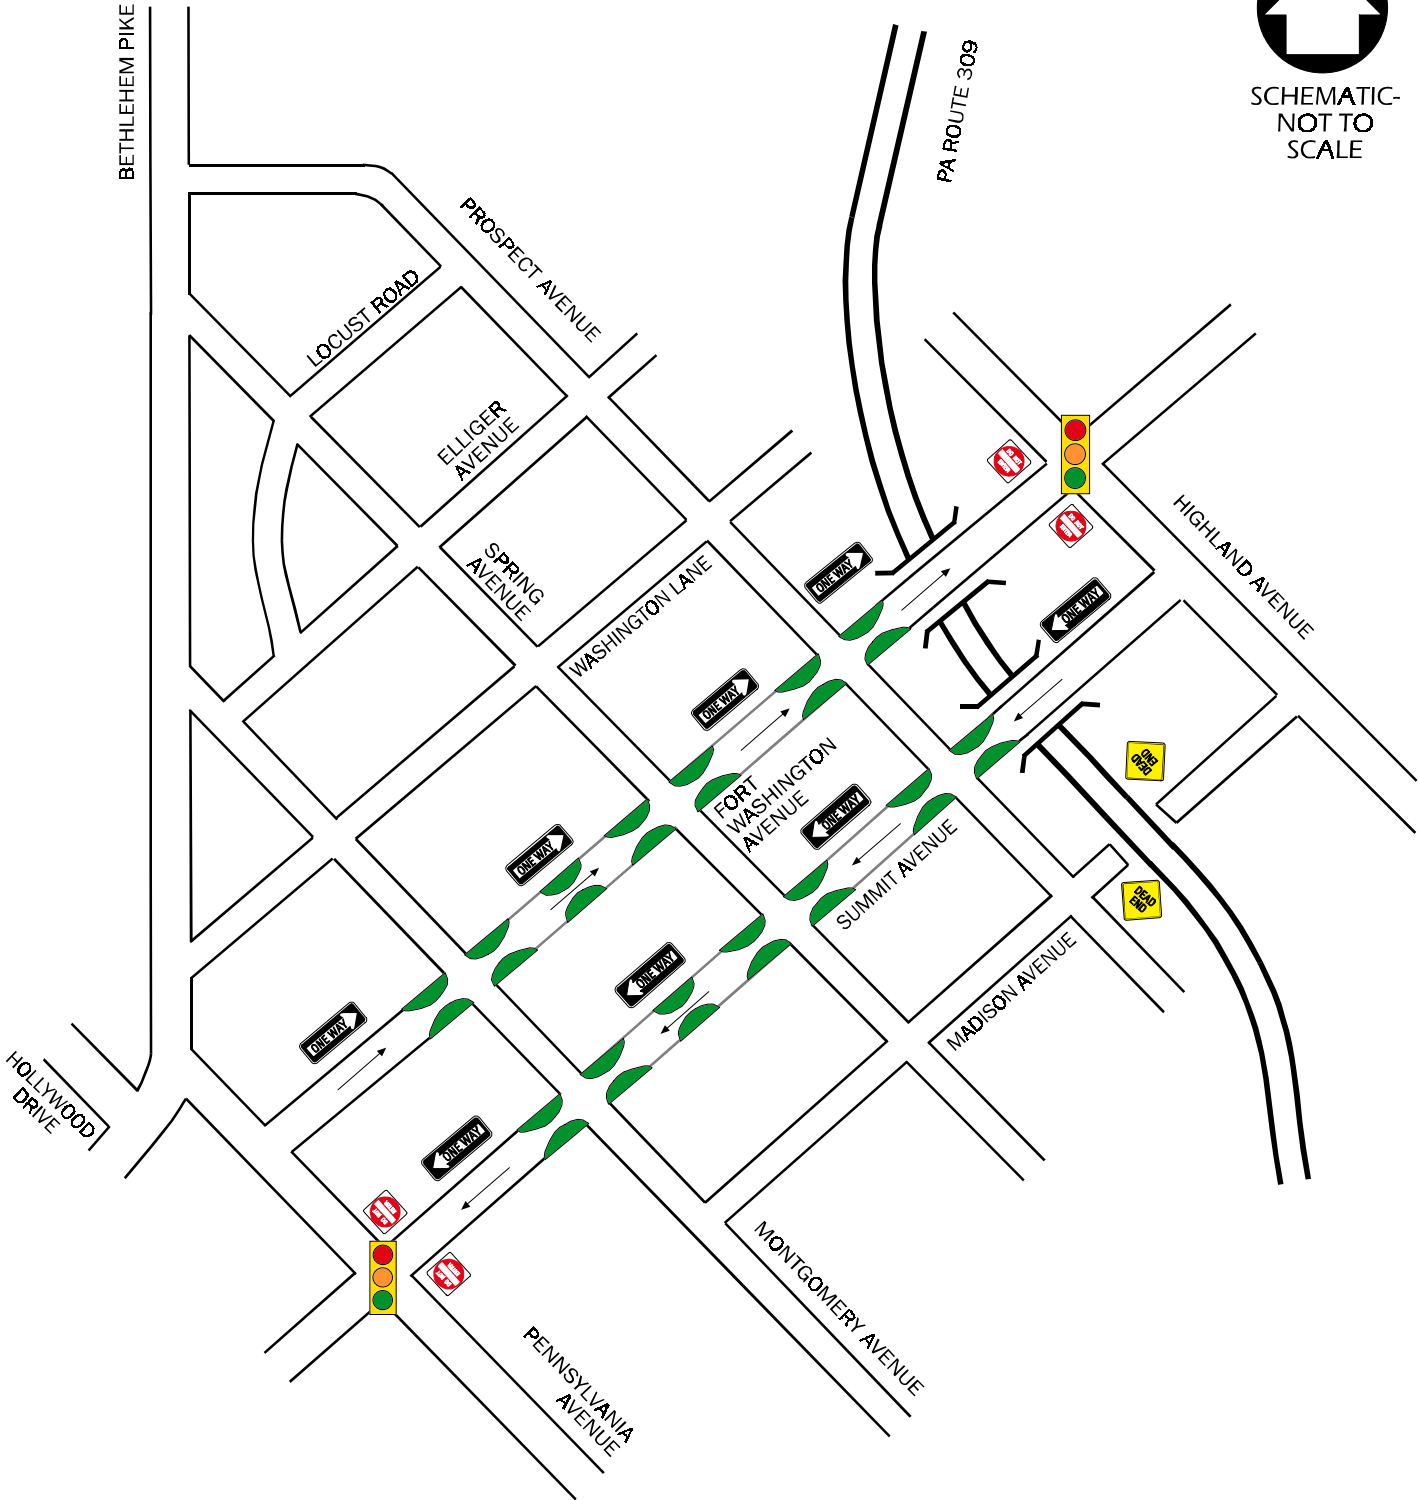 BETHLEHEM PIKE
PA ROUTE 309
SCHEMATIC-
NOT TO
SCALE
PROSPECT AVENUE
LOCUST ROAD
ELLIGER
AVENUE
SPRING
AVENUE
WASHINGTON LANE
HIGHLAND AVENUE
ONE WAY
ONE WAY
ONE WAY
FORT
WASHINGTON
AVENUE
ONE WAY
DEAD
END
SUMMIT AVENUE
ONE WAY
DEAD
END
MADISON AVENUE
ONE WAY
ONE WAY
HOLLYWOOD
DRIVE
ONE WAY
MONTGOMERY AVENUE
PENNSYLVANIA
AVENUE